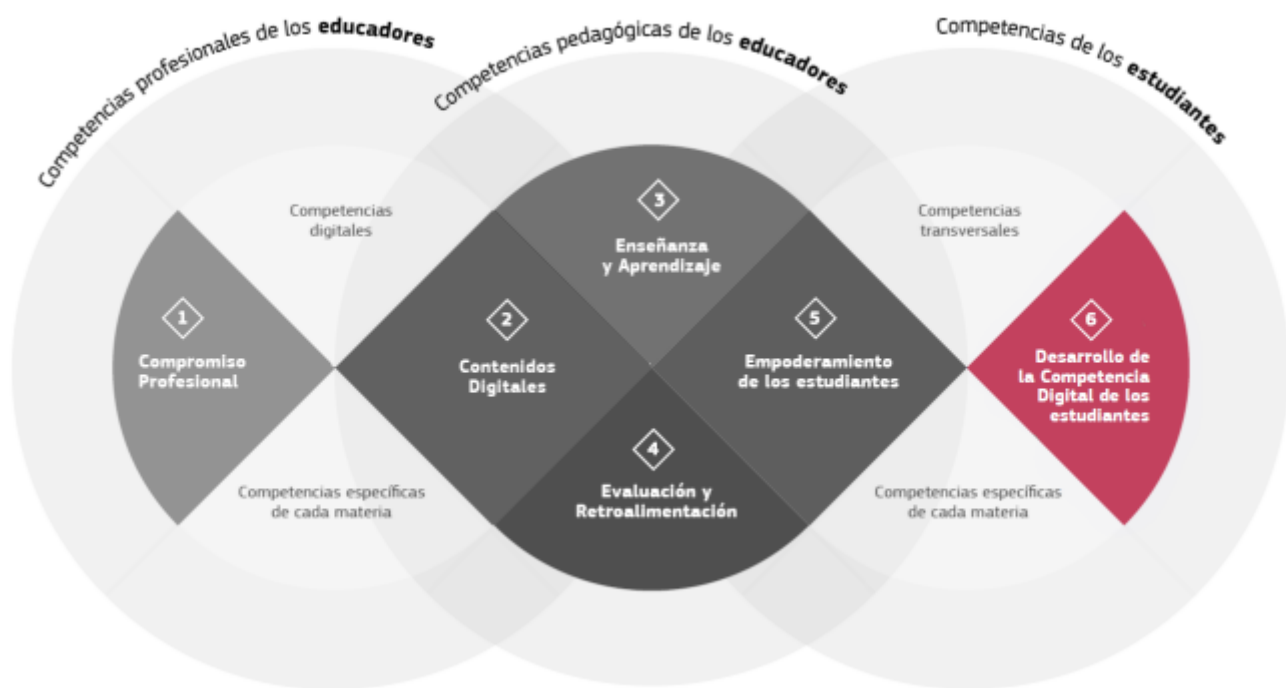 Competencias profesionales de los educadores
Competencias pedagógicas de los educadores
Competencias de los estudiantes
Competencias
digitales
Competencias
transversales
3
Enseñanza
y Aprendizaje
1
Compromiso
Profesional
2
Contenidos
Digitales
5
Empoderamiento
de los estudiantes
6
Desarrollo de
la Competencia
Digital de los
estudiantes
4
Evaluación y
Retroalimentación
Competencias específicas
de cada materia
Competencias específicas
de cada materia